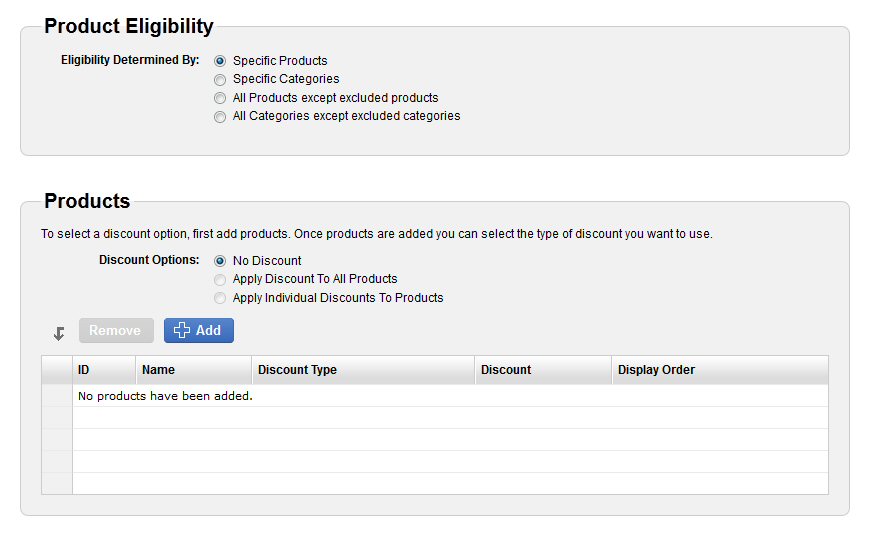 Product Eligibility
Eligibility Determined By:
Specific Products
Specific Categories
All Products except excluded products
All Categories except excluded categories
Products
To select a discount option, first add products. Once products are added you can select the type of discount you want to use.
Discount Options:
No Discount
Apply Discount To All Products
Apply Individual Discounts To Products
Remove
Add
ID Name Discount Type Discount Display Order
No products have been added.